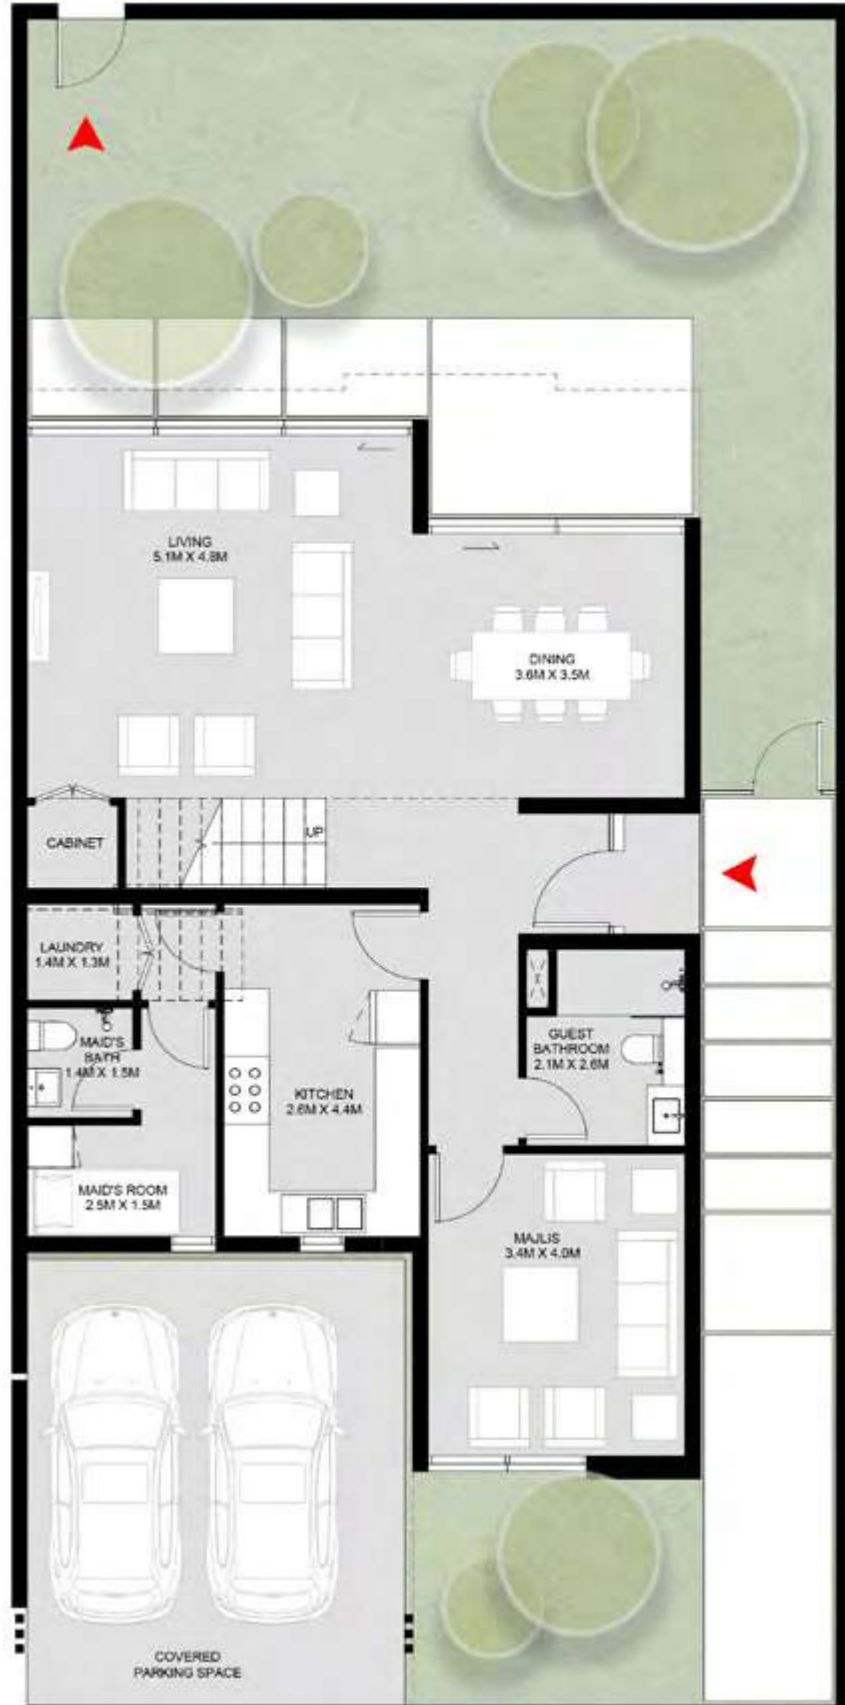 LIVING
5.1M X 4.8M
DINING
3.6M X 3.5M
CABINET
UP
LAUNDRY
1.4M X 1.3M
MAID'S
BATH
1.4M X 1.5M
GUEST
BATHROOM
2.1M X 2.6M
KITCHEN
2.6M X 4.4M
MAID'S ROOM
2.5M X 1.5M
MAJLIS
3.4M X 4.0M
COVERED
PARKING SPACE